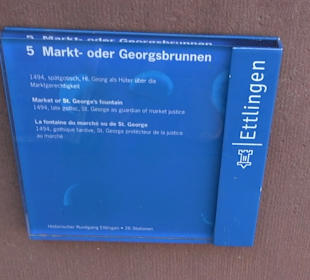 5 Markt- oder Georgsbrunnen
5 Markt- oder Georgsbrunnen
1494, spätgotisch, Hl. Georg als Hüter über die
Marktgerechtigkeit
Market or St. George's fountain
1494, late gothic, St. George as guardian of market justice
La fontaine du marché ou de St. George
1494, gothique tardive, St. George protécteur de la justice
au marché
Historischer Rundgang Ettlingen • 26 Stationen
Ettlingen